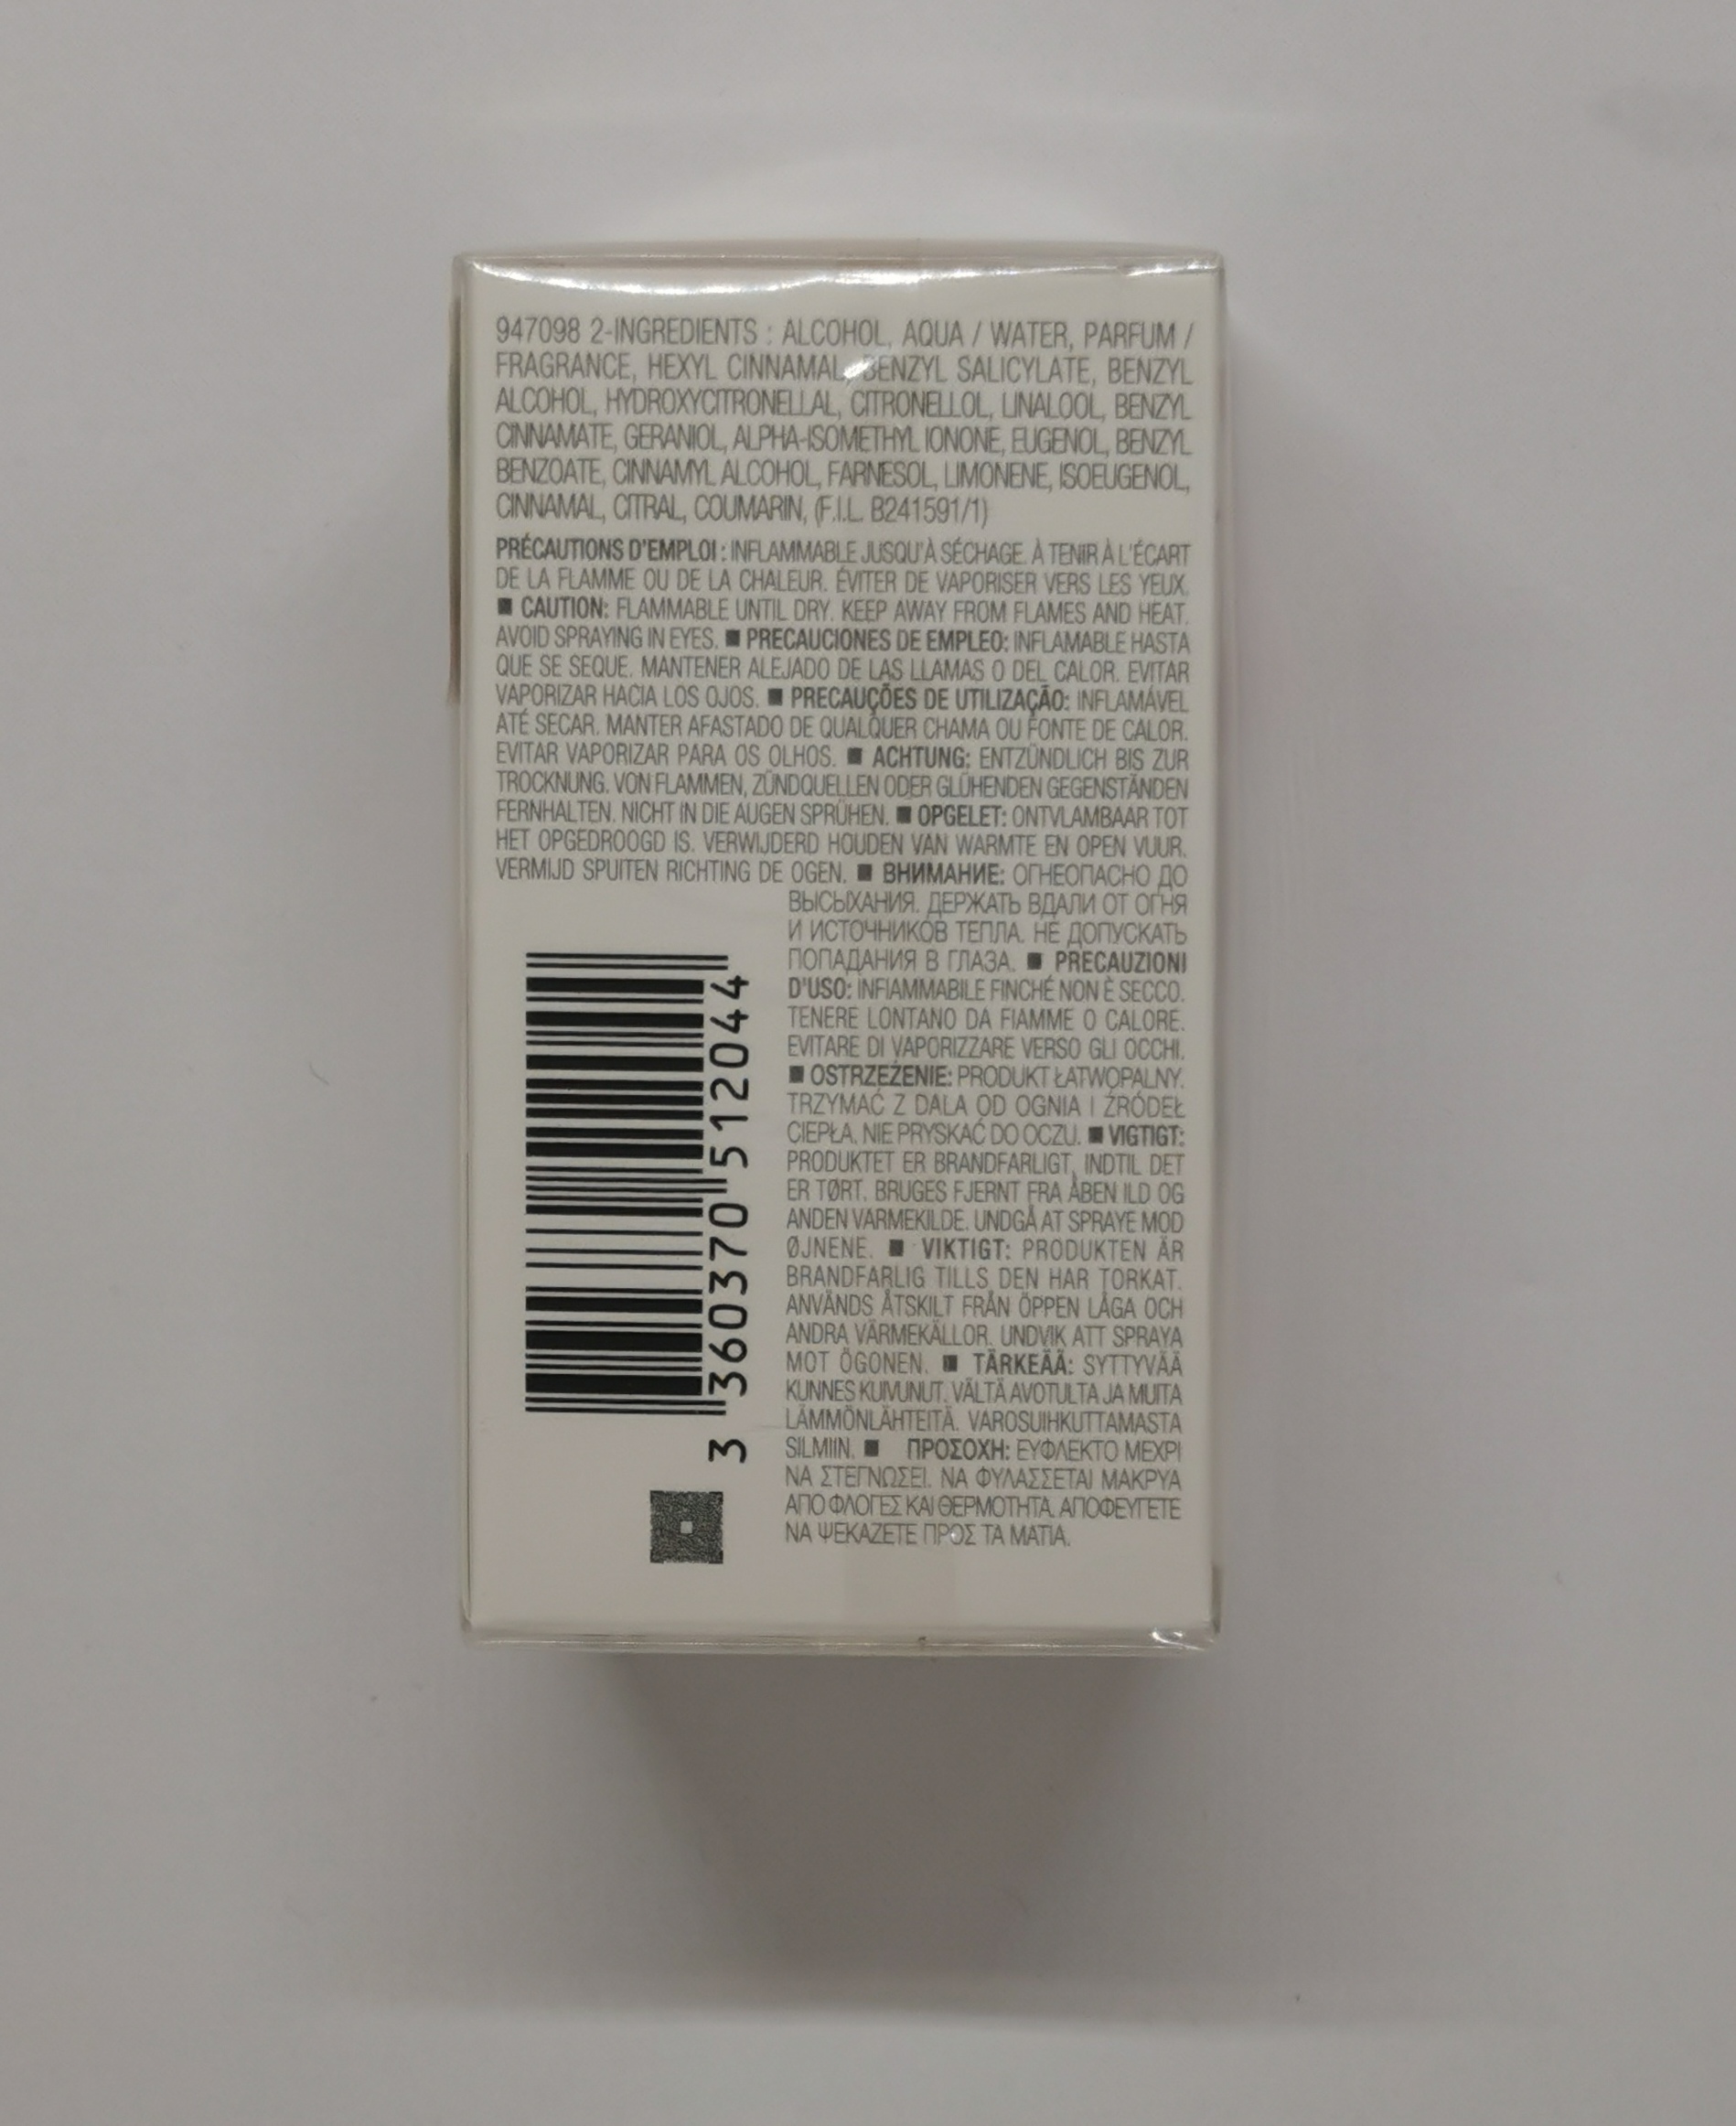 947098 2-INGREDIENTS : ALCOHOL, AQUA / WATER, PARFUM /
FRAGRANCE, HEXYL CINNAMAL, BENZYL SALICYLATE, BENZYL
ALCOHOL, HYDROXYCITRONELLAL, CITRONELLOL, LINALOOL, BENZYL
CINNAMATE, GERANIOL, ALPHA-ISOMETHYL IONONE, EUGENOL, BENZYL
BENZOATE, CINNAMYL ALCOHOL, FARNESOL, LIMONENE, ISOEUGENOL,
CINNAMAL, CITRAL, COUMARIN, (F.I.L. B241591/1)
PRÉCAUTIONS D'EMPLOI : INFLAMMABLE JUSQU'À SÉCHAGE. À TENIR À L'ÉCART
DE LA FLAMME OU DE LA CHALEUR. ÉVITER DE VAPORISER VERS LES YEUX.
■ CAUTION: FLAMMABLE UNTIL DRY. KEEP AWAY FROM FLAMES AND HEAT.
AVOID SPRAYING IN EYES. ■ PRECAUCIONES DE EMPLEO: INFLAMABLE HASTA
QUE SE SEQUE. MANTENER ALEJADO DE LAS LLAMAS O DEL CALOR. EVITAR
VAPORIZAR HACIA LOS OJOS. ■ PRECAUÇÕES DE UTILIZAÇÃO: INFLAMÁVEL
ATÉ SECAR. MANTER AFASTADO DE QUALQUER CHAMA OU FONTE DE CALOR.
EVITAR VAPORIZAR PARA OS OLHOS. ■ ACHTUNG: ENTZÜNDLICH BIS ZUR
TROCKNUNG. VON FLAMMEN, ZÜNDQUELLEN ODER GLÜHENDEN GEGENSTÄNDEN
FERNHALTEN. NICHT IN DIE AUGEN SPRÜHEN. ■ OPGELET: ONTVLAMBAAR TOT
HET OPGEDROOGD IS. VERWIJDERD HOUDEN VAN WARMTE EN OPEN VUUR.
VERMIJD SPUITEN RICHTING DE OGEN. ■ ВНИМАНИЕ: ОГНЕОПАСНО ДО
ВЫСЫХАНИЯ. ДЕРЖАТЬ ВДАЛИ ОТ ОГНЯ
И ИСТОЧНИКОВ ТЕПЛА. НЕ ДОПУСКАТЬ
ПОПАДАНИЯ В ГЛАЗА. ■ PRECAUZIONI
D'USO: INFIAMMABILE FINCHÉ NON È SECCO.
TENERE LONTANO DA FIAMME O CALORE.
EVITARE DI VAPORIZZARE VERSO GLI OCCHI.
■ OSTRZEŻENIE: PRODUKT ŁATWOPALNY.
TRZYMAĆ Z DALA OD OGNIA I ŹRÓDEŁ
CIEPŁA. NIE PRYSKAĆ DO OCZU. ■ VIGTIGT:
PRODUKTET ER BRANDFARLIGT, INDTIL DET
ER TØRT. BRUGES FJERNT FRA ÅBEN ILD OG
ANDEN VARMEKILDE. UNDGÅ AT SPRAYE MOD
ØJNENE. ■ VIKTIGT: PRODUKTEN ÄR
BRANDFARLIG TILLS DEN HAR TORKAT.
ANVÄNDS ÅTSKILT FRÅN ÖPPEN LÅGA OCH
ANDRA VÄRMEKÄLLOR. UNDVIK ATT SPRAYA
MOT ÖGONEN. ■ TÄRKEÄÄ: SYTTYVÄÄ
KUNNES KUIVUNUT. VÄLTÄ AVOTULTA JA MUITA
LÄMMÖNLÄHTEITÄ. VAROSUIHKUTTAMASTA
SILMIIN. ■ ΠΡΟΣΟΧΗ: ΕΥΦΛΕΚΤΟ ΜΕΧΡΙ
ΝΑ ΣΤΕΓΝΩΣΕΙ. ΝΑ ΦΥΛΑΣΣΕΤΑΙ ΜΑΚΡΥΑ
ΑΠΟ ΦΛΟΓΕΣ ΚΑΙ ΘΕΡΜΟΤΗΤΑ. ΑΠΟΦΕΥΓΕΤΕ
ΝΑ ΨΕΚΑΖΕΤΕ ΠΡΟΣ ΤΑ ΜΑΤΙΑ.
3 360370 512044